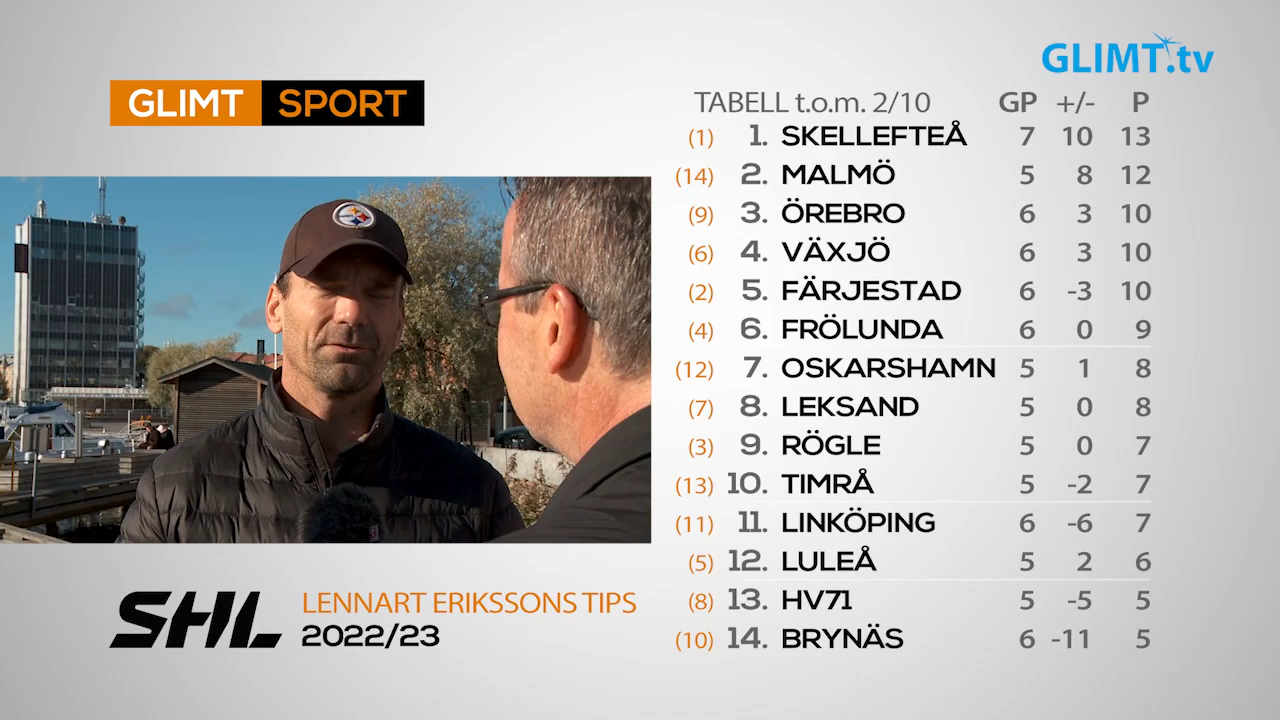 GLIMT.tv
GLIMT SPORT
TABELL t.o.m. 2/10 GP +/- P
(1) 1. SKELLEFTEÅ 7 10 13
(14) 2. MALMÖ 5 8 12
(9) 3. ÖREBRO 6 3 10
(6) 4. VÄXJÖ 6 3 10
(2) 5. FÄRJESTAD 6 -3 10
(4) 6. FRÖLUNDA 6 0 9
(12) 7. OSKARSHAMN 5 1 8
(7) 8. LEKSAND 5 0 8
(3) 9. RÖGLE 5 0 7
(13) 10. TIMRÅ 5 -2 7
(11) 11. LINKÖPING 6 -6 7
(5) 12. LULEÅ 5 2 6
(8) 13. HV71 5 -5 5
(10) 14. BRYNÄS 6 -11 5
SHL
LENNART ERIKSSONS TIPS
2022/23